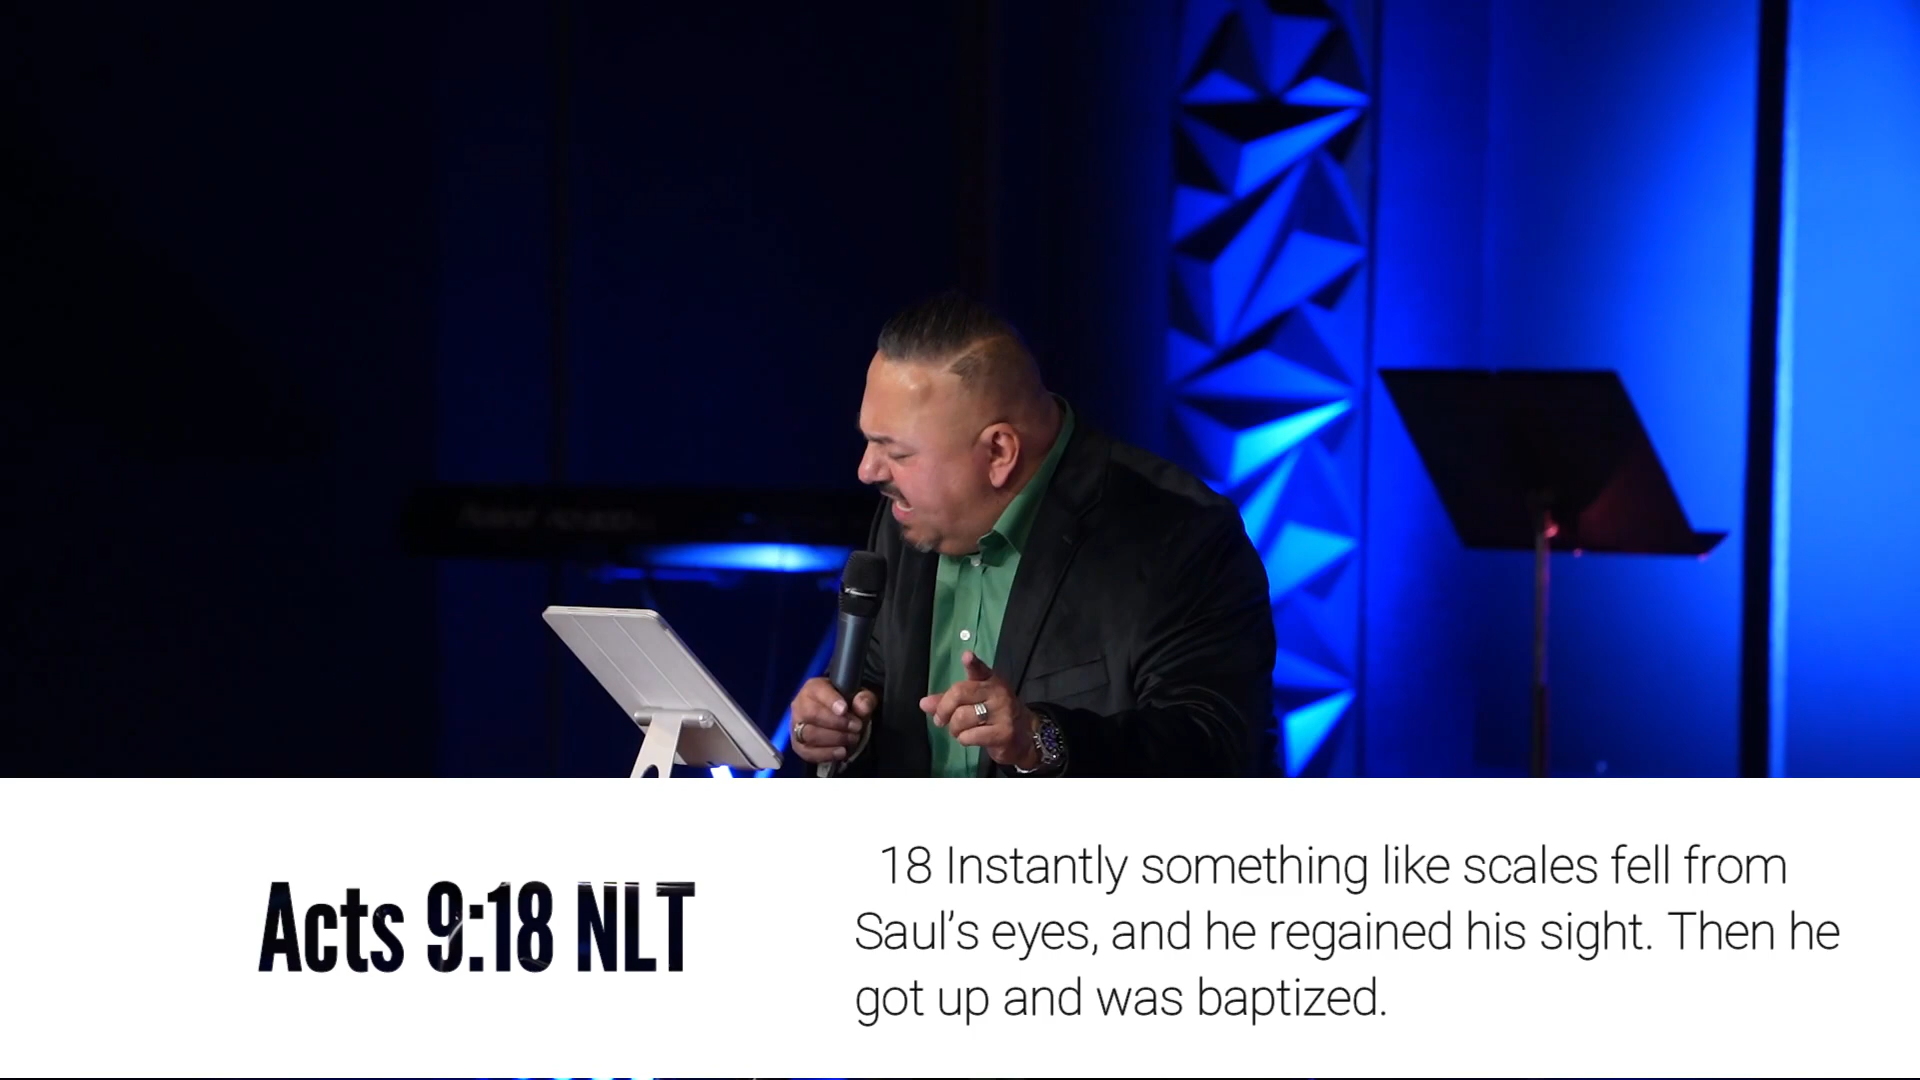 Acts 9:18 NLT
18 Instantly something like scales fell from
Saul’s eyes, and he regained his sight. Then he
got up and was baptized.